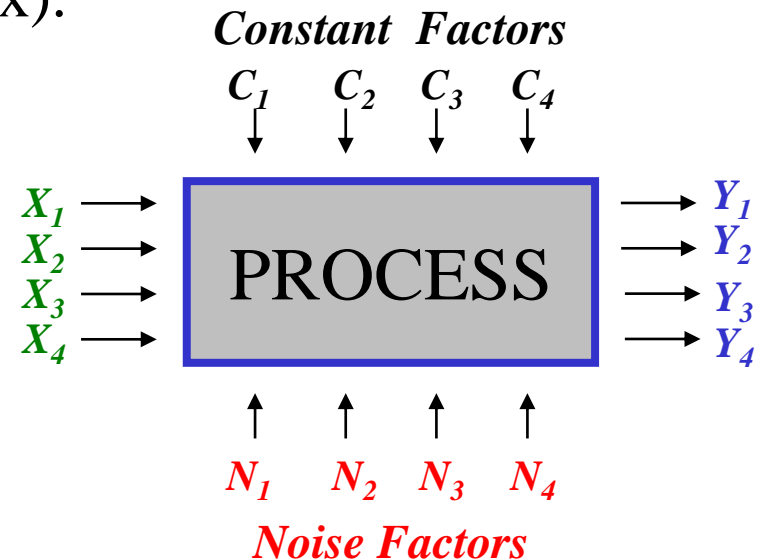 x).
Constant Factors
C1 C2 C3 C4
X1
X2
X3
X4
PROCESS
Y1
Y2
Y3
Y4
N1 N2 N3 N4
Noise Factors